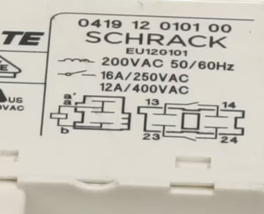 0419 12 0101 00
SCHRACK
EU120101
200VAC 50/60Hz
16A/250VAC
12A/400VAC
a'
a
b
13
14
23
24